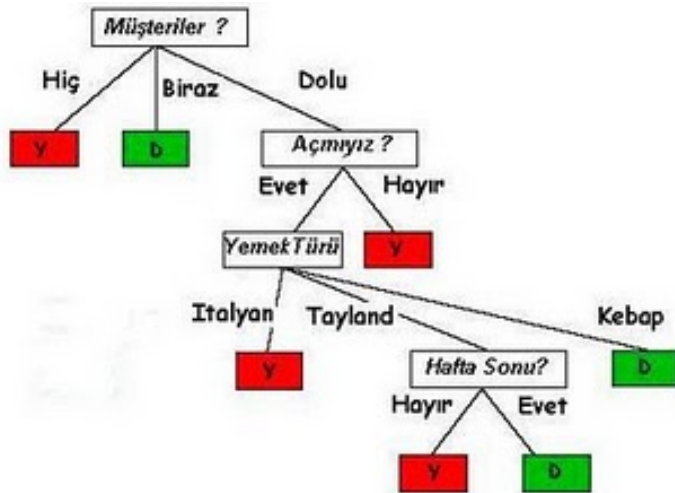 Müşteriler ?
Hiç Biraz Dolu
Y D Açmıyız ?
Evet Hayır
YemekTürü Y
Italyan Tayland Kebap
Y Hafta Sonu? D
Hayır Evet
Y D